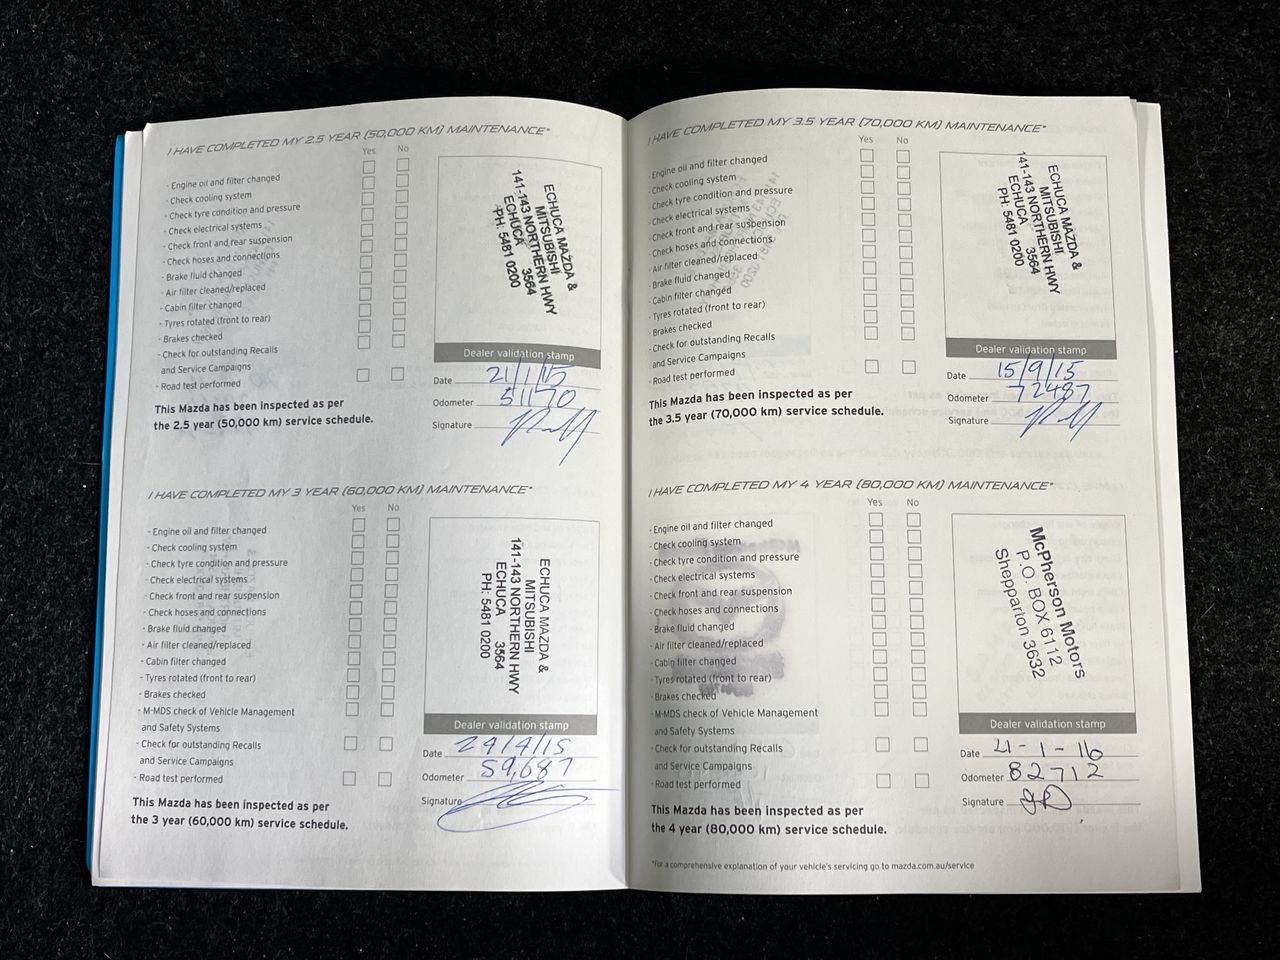 I HAVE COMPLETED MY 2.5 YEAR (50,000 KM) MAINTENANCE*
Yes No
- Engine oil and filter changed
- Check cooling system
- Check tyre condition and pressure
- Check electrical systems
- Check front and rear suspension
- Check hoses and connections
- Brake fluid changed
- Air filter cleaned/replaced
- Cabin filter changed
- Tyres rotated (front to rear)
- Brakes checked
- Check for outstanding Recalls
and Service Campaigns
- Road test performed
This Mazda has been inspected as per
the 2.5 year (50,000 km) service schedule.
ECHUCA MAZDA &
MITSUBISHI
141-143 NORTHERN HWY
ECHUCA 3564
PH: 5481 0200
Dealer validation stamp
Date 21/1/15
Odometer 51170
Signature
I HAVE COMPLETED MY 3 YEAR (60,000 KM) MAINTENANCE*
Yes No
- Engine oil and filter changed
- Check cooling system
- Check tyre condition and pressure
- Check electrical systems
- Check front and rear suspension
- Check hoses and connections
- Brake fluid changed
- Air filter cleaned/replaced
- Cabin filter changed
- Tyres rotated (front to rear)
- Brakes checked
- M-MDS check of Vehicle Management
and Safety Systems
- Check for outstanding Recalls
and Service Campaigns
- Road test performed
This Mazda has been inspected as per
the 3 year (60,000 km) service schedule.
ECHUCA MAZDA &
MITSUBISHI
141-143 NORTHERN HWY
ECHUCA 3564
PH: 5481 0200
Dealer validation stamp
Date 24/4/15
Odometer 59,687
Signature
I HAVE COMPLETED MY 3.5 YEAR (70,000 KM) MAINTENANCE*
Yes No
- Engine oil and filter changed
- Check cooling system
- Check tyre condition and pressure
- Check electrical systems
- Check front and rear suspension
- Check hoses and connections
- Air filter cleaned/replaced
- Brake fluid changed
- Cabin filter changed
- Tyres rotated (front to rear)
- Brakes checked
- Check for outstanding Recalls
and Service Campaigns
- Road test performed
This Mazda has been inspected as per
the 3.5 year (70,000 km) service schedule.
ECHUCA MAZDA &
MITSUBISHI
141-143 NORTHERN HWY
ECHUCA 3564
PH: 5481 0200
Dealer validation stamp
Date 15/9/15
Odometer 72487
Signature
I HAVE COMPLETED MY 4 YEAR (80,000 KM) MAINTENANCE*
Yes No
- Engine oil and filter changed
- Check cooling system
- Check tyre condition and pressure
- Check electrical systems
- Check front and rear suspension
- Check hoses and connections
- Brake fluid changed
- Air filter cleaned/replaced
- Cabin filter changed
- Tyres rotated (front to rear)
- Brakes checked
- M-MDS check of Vehicle Management
and Safety Systems
- Check for outstanding Recalls
and Service Campaigns
- Road test performed
This Mazda has been inspected as per
the 4 year (80,000 km) service schedule.
McPherson Motors
P.O. BOX 6112
Shepparton 3632
Dealer validation stamp
Date 21-1-16
Odometer 82712
Signature
*For a comprehensive explanation of your vehicle's servicing go to mazda.com.au/service